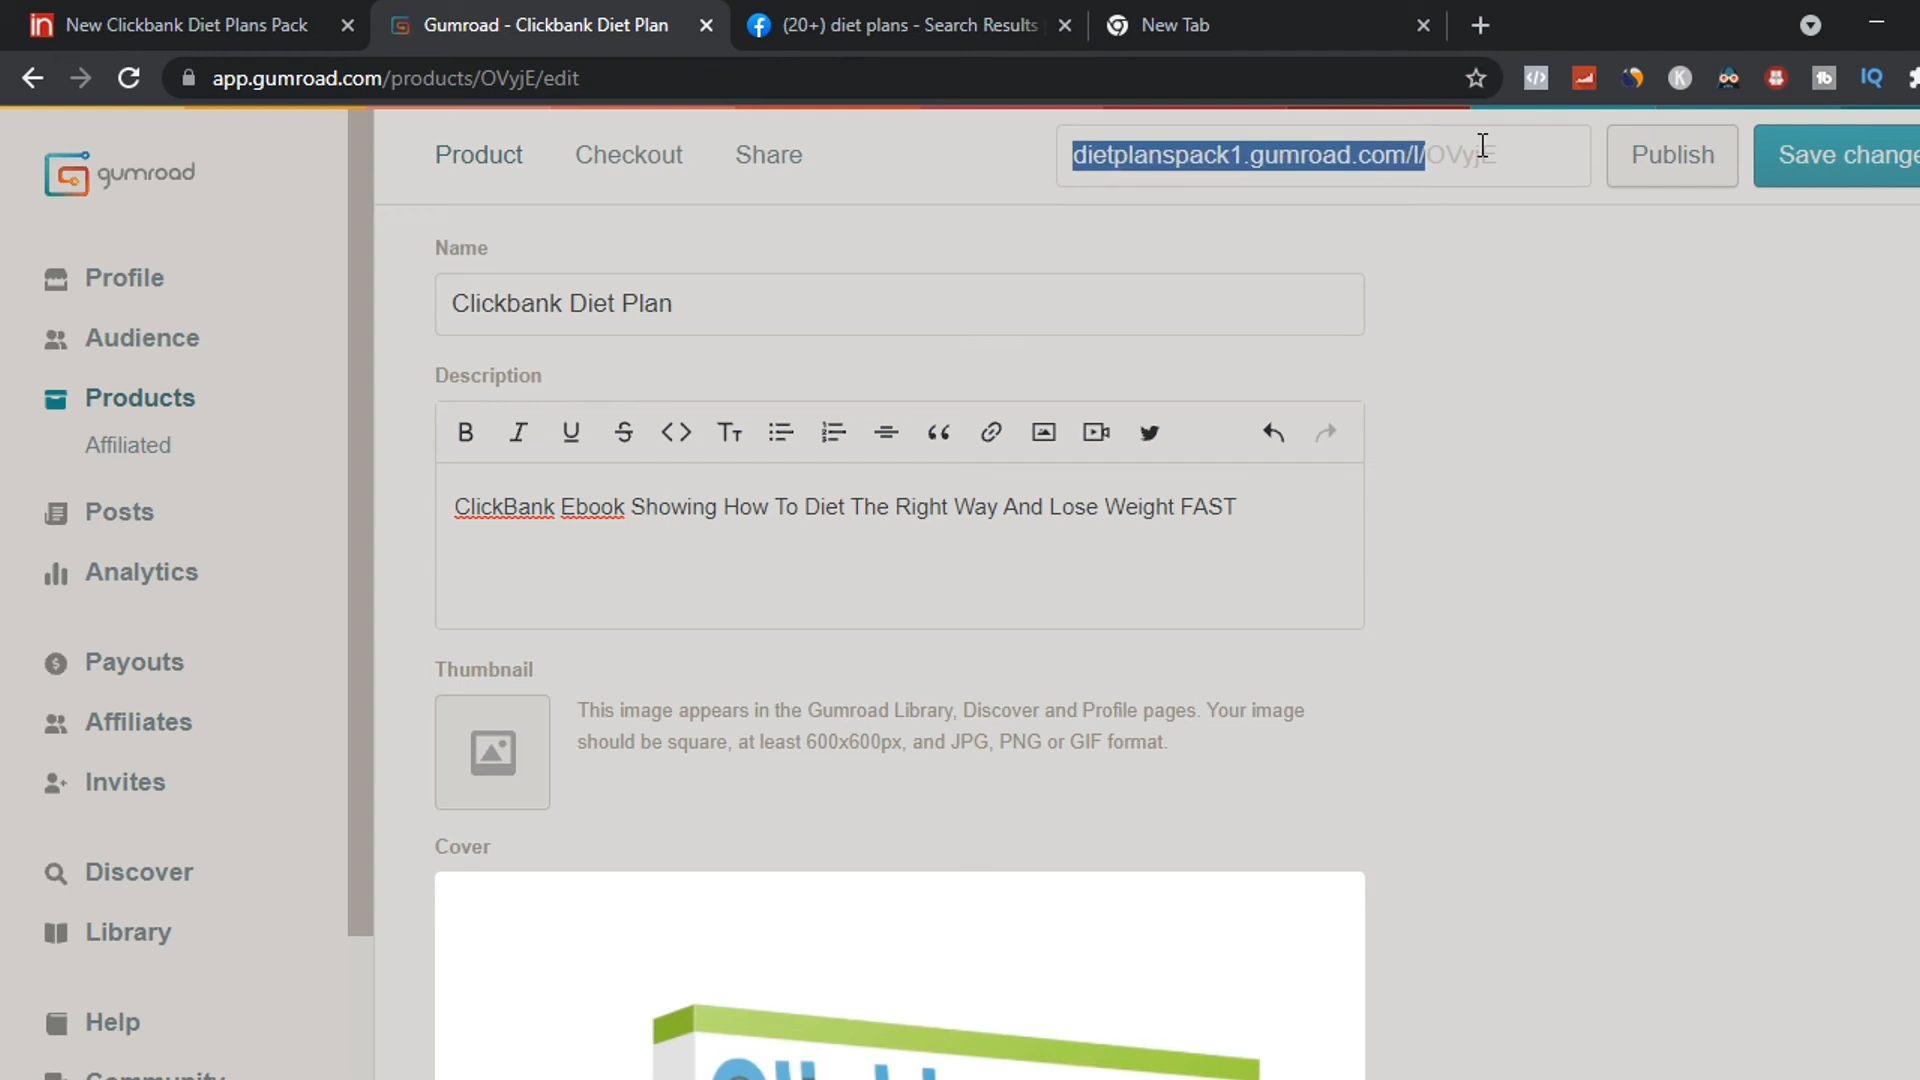 New Clickbank Diet Plans Pack
Gumroad - Clickbank Diet Plan
(20+) diet plans - Search Results
New Tab
app.gumroad.com/products/OVyjE/edit
gumroad
Product
Checkout
Share
dietplanspack1.gumroad.com/l/OVyjE
Publish
Save change
Profile
Audience
Products
Affiliated
Posts
Analytics
Payouts
Affiliates
Invites
Discover
Library
Help
Community
Name
Clickbank Diet Plan
Description
ClickBank Ebook Showing How To Diet The Right Way And Lose Weight FAST
Thumbnail
This image appears in the Gumroad Library, Discover and Profile pages. Your image
should be square, at least 600x600px, and JPG, PNG or GIF format.
Cover